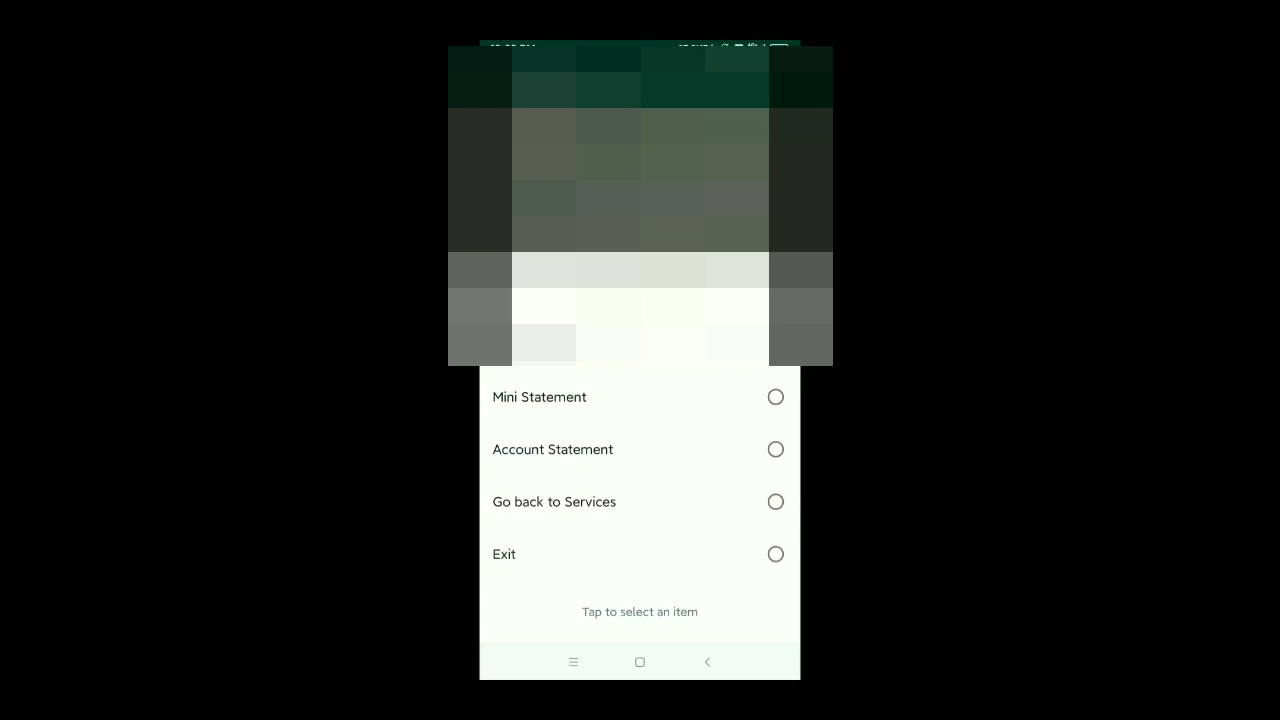 Mini Statement
Account Statement
Go back to Services
Exit
Tap to select an item